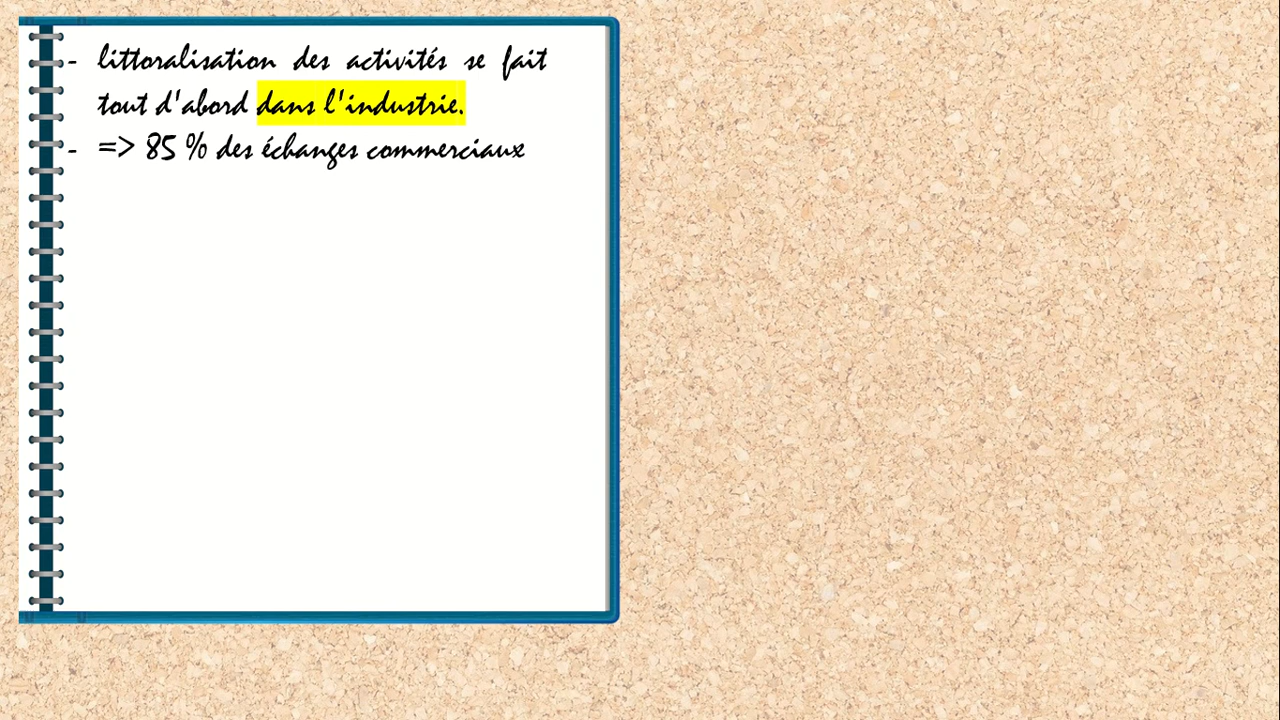 - littoralisation des activités se fait
tout d'abord dans l'industrie.
- => 85 % des échanges commerciaux